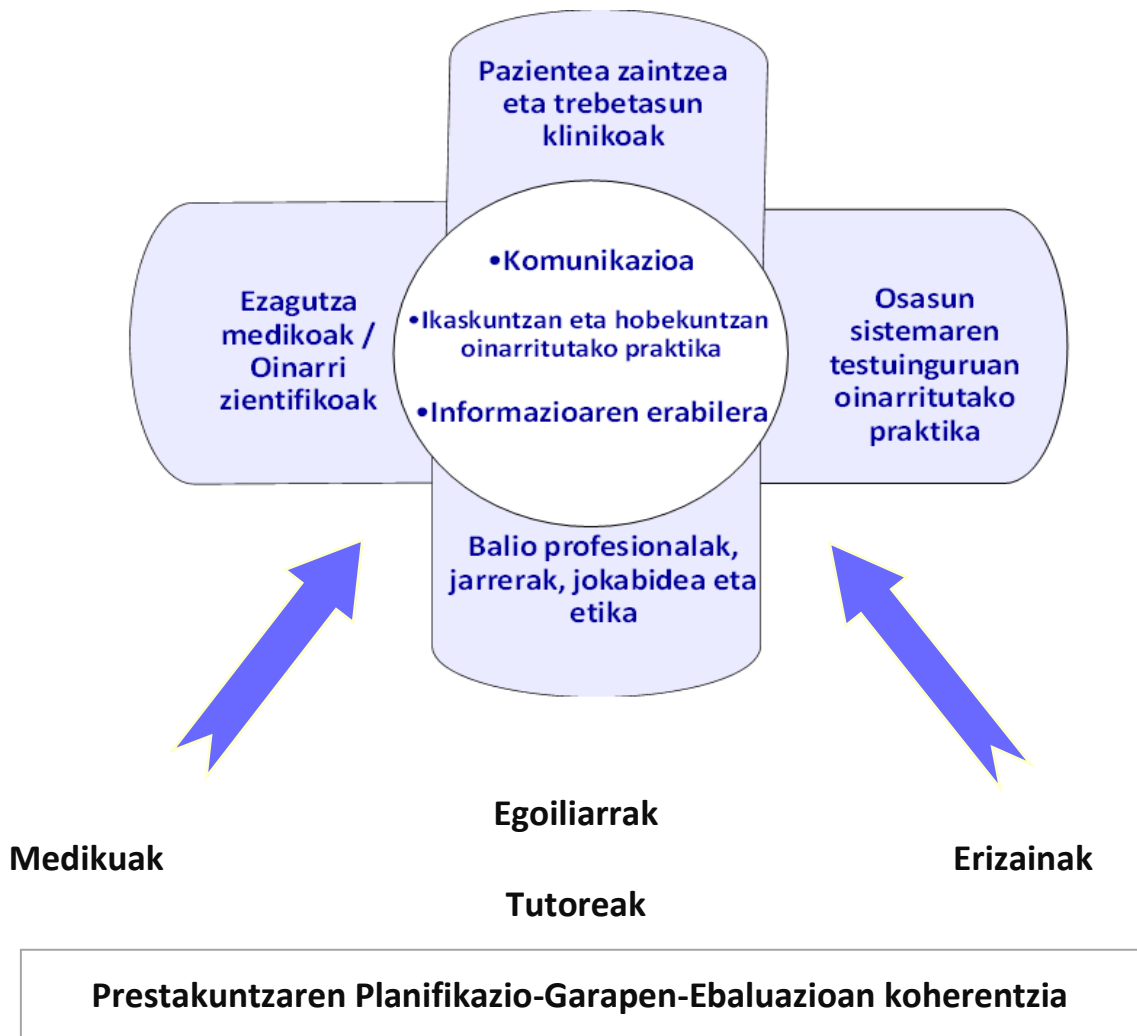 Pazientea zaintzea
eta trebetasun
klinikoak
Ezagutza
medikoak /
Oinarri
zientifikoak
•Komunikazioa
•Ikaskuntzan eta hobekuntzan
oinarritutako praktika
•Informazioaren erabilera
Osasun
sistemaren
testuinguruan
oinarritutako
praktika
Balio profesionalak,
jarrerak, jokabidea eta
etika
Egoiliarrak
Medikuak
Erizainak
Tutoreak
Prestakuntzaren Planifikazio-Garapen-Ebaluazioan koherentzia